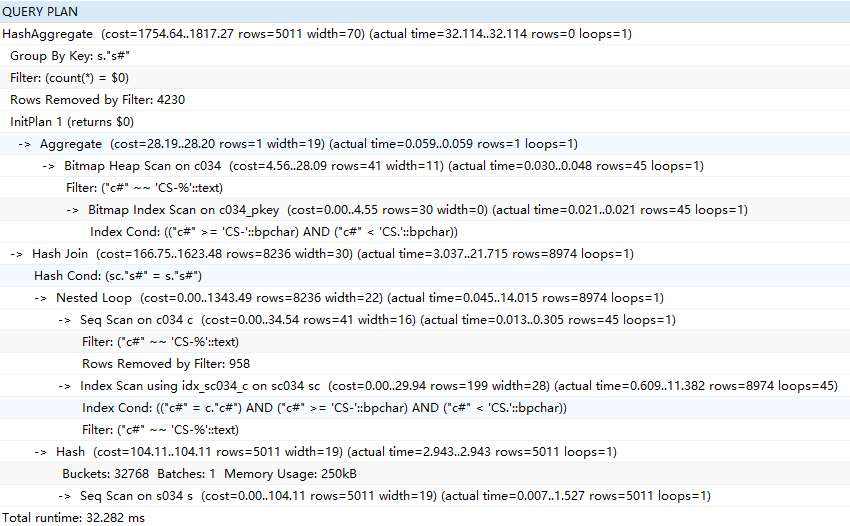 QUERY PLAN
HashAggregate  (cost=1754.64..1817.27 rows=5011 width=70) (actual time=32.114..32.114 rows=0 loops=1)
Group By Key: s."s#"
Filter: (count(*) = $0)
Rows Removed by Filter: 4230
InitPlan 1 (returns $0)
->  Aggregate  (cost=28.19..28.20 rows=1 width=19) (actual time=0.059..0.059 rows=1 loops=1)
->  Bitmap Heap Scan on c034  (cost=4.56..28.09 rows=41 width=11) (actual time=0.030..0.048 rows=45 loops=1)
Filter: ("c#" ~~ 'CS-%'::text)
->  Bitmap Index Scan on c034_pkey  (cost=0.00..4.55 rows=30 width=0) (actual time=0.021..0.021 rows=45 loops=1)
Index Cond: (("c#" >= 'CS-'::bpchar) AND ("c#" < 'CS.'::bpchar))
->  Hash Join  (cost=166.75..1623.48 rows=8236 width=30) (actual time=3.037..21.715 rows=8974 loops=1)
Hash Cond: (sc."s#" = s."s#")
->  Nested Loop  (cost=0.00..1343.49 rows=8236 width=22) (actual time=0.045..14.015 rows=8974 loops=1)
->  Seq Scan on c034 c  (cost=0.00..34.54 rows=41 width=16) (actual time=0.013..0.305 rows=45 loops=1)
Filter: ("c#" ~~ 'CS-%'::text)
Rows Removed by Filter: 958
->  Index Scan using idx_sc034_c on sc034 sc  (cost=0.00..29.94 rows=199 width=28) (actual time=0.609..11.382 rows=8974 loops=45)
Index Cond: (("c#" = c."c#") AND ("c#" >= 'CS-'::bpchar) AND ("c#" < 'CS.'::bpchar))
Filter: ("c#" ~~ 'CS-%'::text)
->  Hash  (cost=104.11..104.11 rows=5011 width=19) (actual time=2.943..2.943 rows=5011 loops=1)
Buckets: 32768  Batches: 1  Memory Usage: 250kB
->  Seq Scan on s034 s  (cost=0.00..104.11 rows=5011 width=19) (actual time=0.007..1.527 rows=5011 loops=1)
Total runtime: 32.282 ms